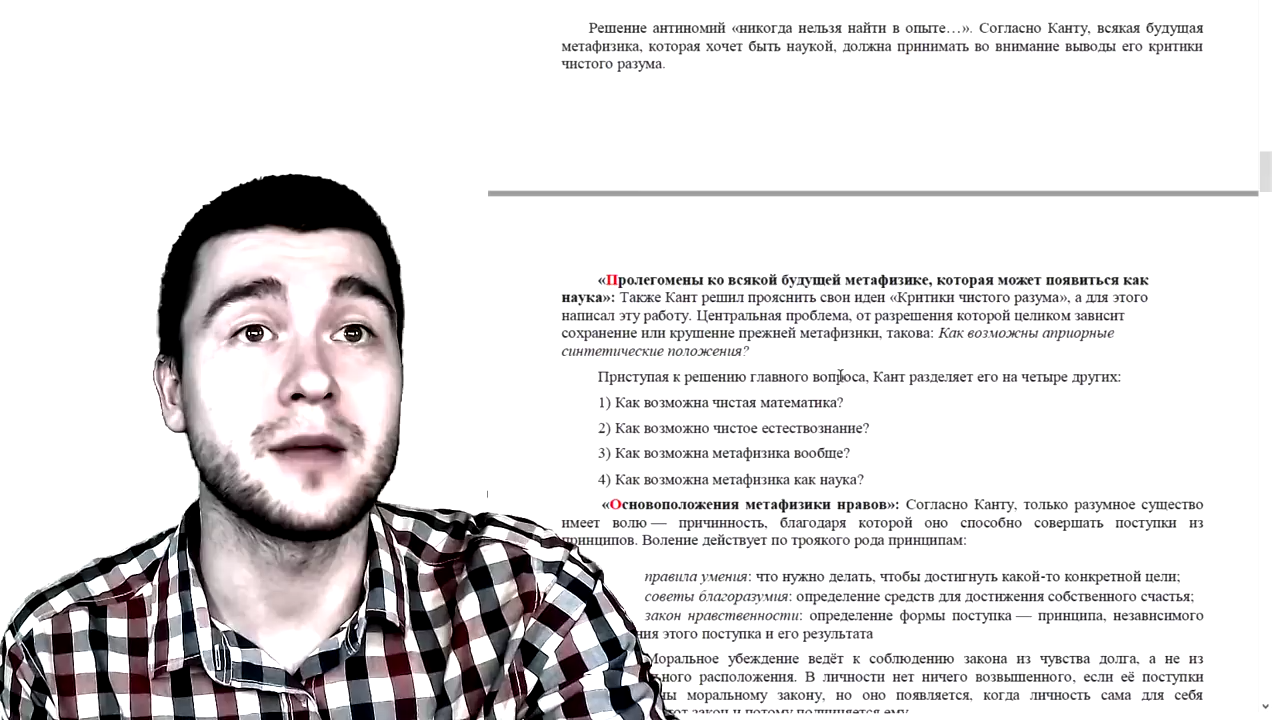 Решение антиномий «никогда нельзя найти в опыте…». Согласно Канту, всякая будущая
метафизика, которая хочет быть наукой, должна принимать во внимание выводы его критики
чистого разума.
«Пролегомены ко всякой будущей метафизике, которая может появиться как
наука»: Также Кант решил прояснить свои идеи «Критики чистого разума», а для этого
написал эту работу. Центральная проблема, от разрешения которой целиком зависит
сохранение или крушение прежней метафизики, такова: Как возможны априорные
синтетические положения?
Приступая к решению главного вопроса, Кант разделяет его на четыре других:
1) Как возможна чистая математика?
2) Как возможно чистое естествознание?
3) Как возможна метафизика вообще?
4) Как возможна метафизика как наука?
«Основоположения метафизики нравов»: Согласно Канту, только разумное существо
имеет волю — причинность, благодаря которой оно способно совершать поступки из
принципов. Воление действует по троякого рода принципам:
правила умения: что нужно делать, чтобы достигнуть какой-то конкретной цели;
советы благоразумия: определение средств для достижения собственного счастья;
закон нравственности: определение формы поступка — принципа, независимого
этого поступка и его результата
Моральное убеждение ведёт к соблюдению закона из чувства долга, а не из
расположения. В личности нет ничего возвышенного, если её поступки
моральному закону, но оно появляется, когда личность сама для себя
закон и потому подчиняется ему